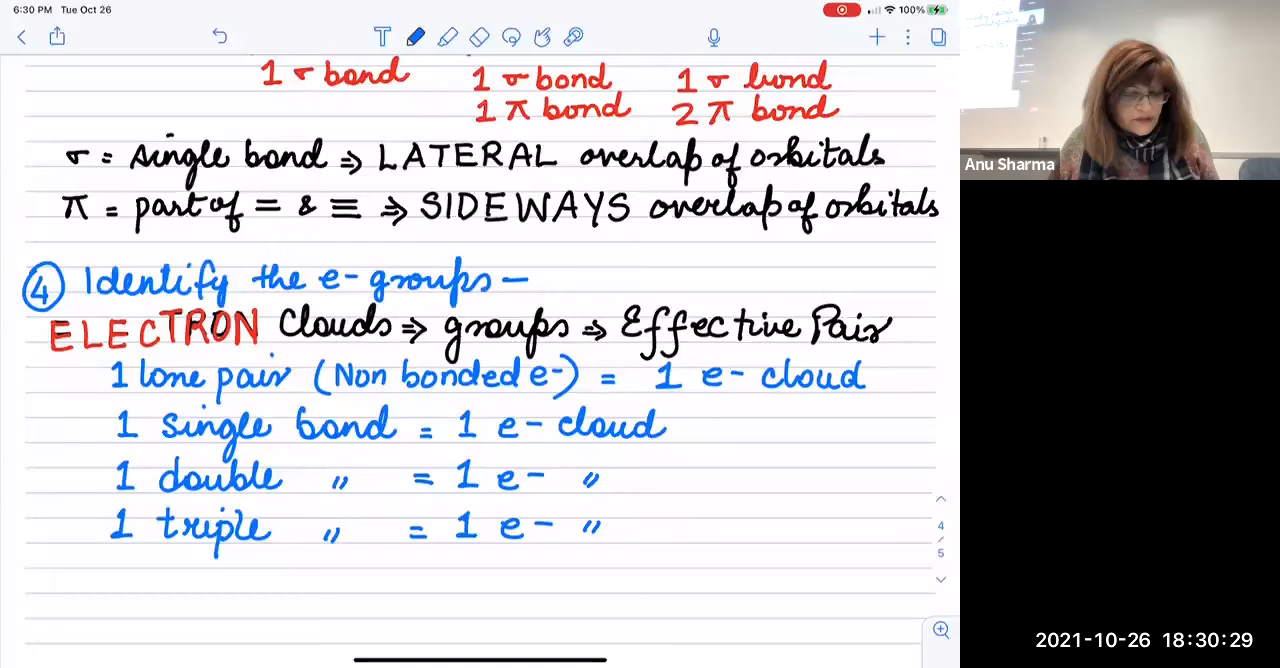 6:30 PM Tue Oct 26
100%
T
1 σ bond 1 σ bond 1 σ bond
1 π bond 2 π bond
σ = single bond ⇒ LATERAL overlap of orbitals
π = part of = & ≡ ⇒ SIDEWAYS overlap of orbitals
④ Identify the e- groups —
ELECTRON Clouds ⇒ groups ⇒ Effective Pair
1 lone pair (Non bonded e-) = 1 e- cloud
1 single bond = 1 e- cloud
1 double 〃 = 1 e- 〃
1 triple 〃 = 1 e- 〃
4
/
5
Anu Sharma
2021-10-26 18:30:29